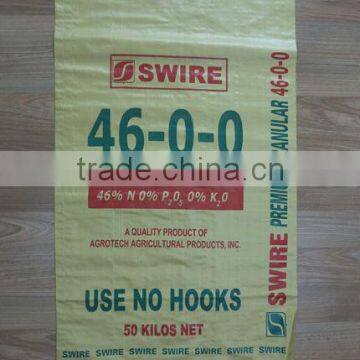 SWIRE
46-0-0
46% N 0% P₂O₅ 0% K₂O
A QUALITY PRODUCT OF
AGROTECH AGRICULTURAL PRODUCTS, INC.
USE NO HOOKS
50 KILOS NET
SWIRE SWIRE SWIRE SWIRE SWIRE SWIRE SWIRE
SWIRE PREMIUM GRANULAR 46-0-0
trade.china.cn